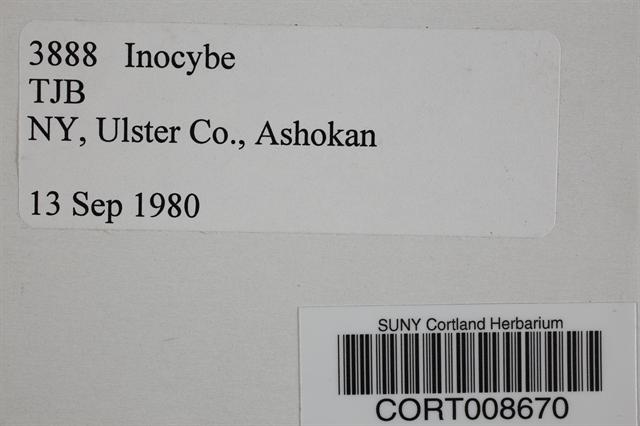 3888 Inocybe
TJB
NY, Ulster Co., Ashokan
13 Sep 1980
SUNY Cortland Herbarium
CORT008670